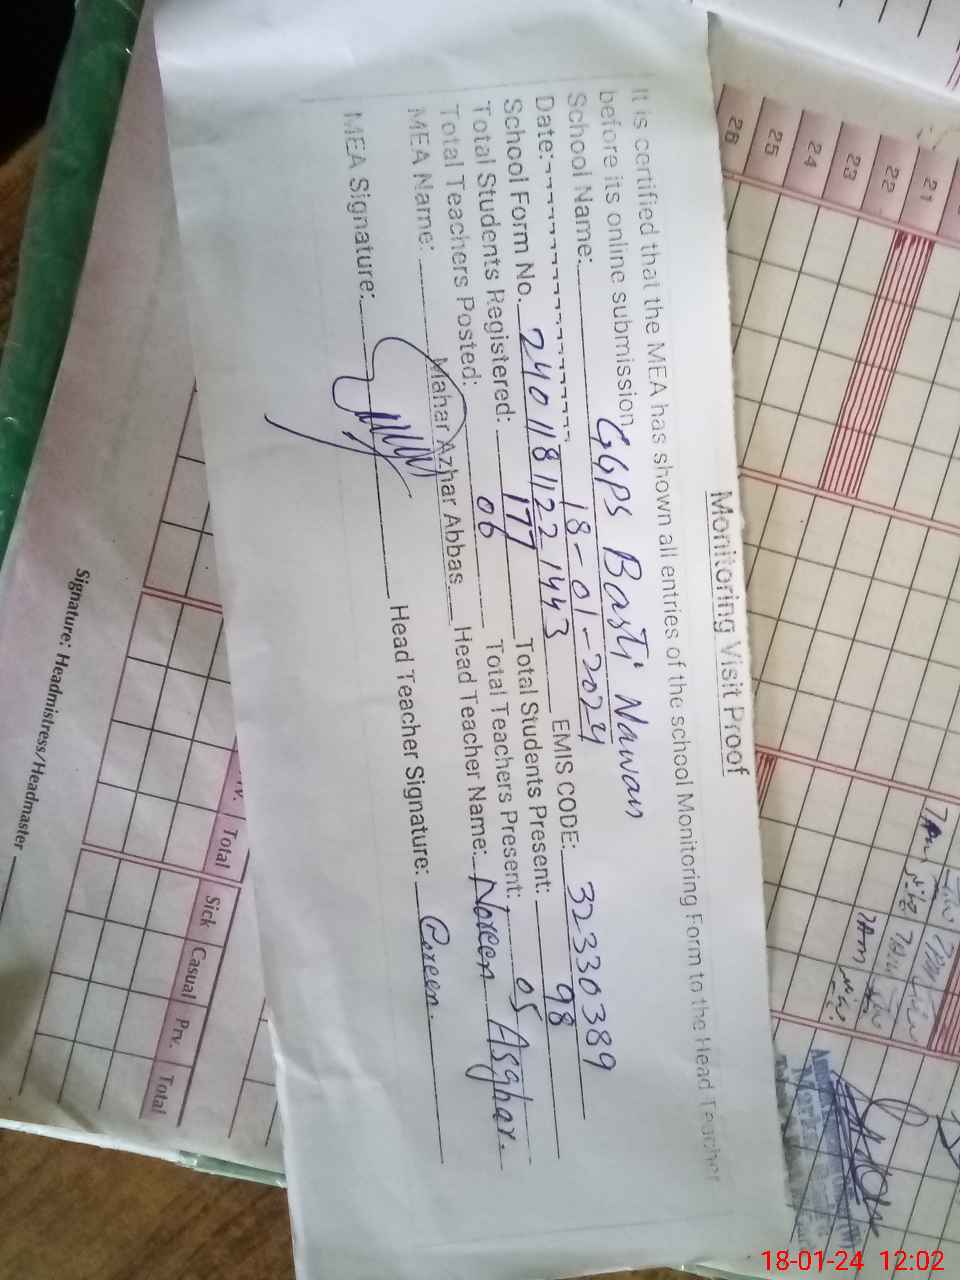 Monitoring Visit Proof
It is certified that the MEA has shown all entries of the school Monitoring Form to the Head Teacher
before its online submission.
School Name: GGPS Basti Nawan
Date: 18-01-2024 EMIS CODE: 32330389
School Form No. 24011811221443 Total Students Present: 98
Total Students Registered: 177 Total Teachers Present: 05
Total Teachers Posted: 06 Head Teacher Name: Noreen Asghar.
MEA Name: Mahar Azhar Abbas Head Teacher Signature: Noreen.
MEA Signature:
21
22
23
24
25
26
Total
Sick Casual Prv. Total
Signature: Headmistress/Headmaster
18-01-24 12:02